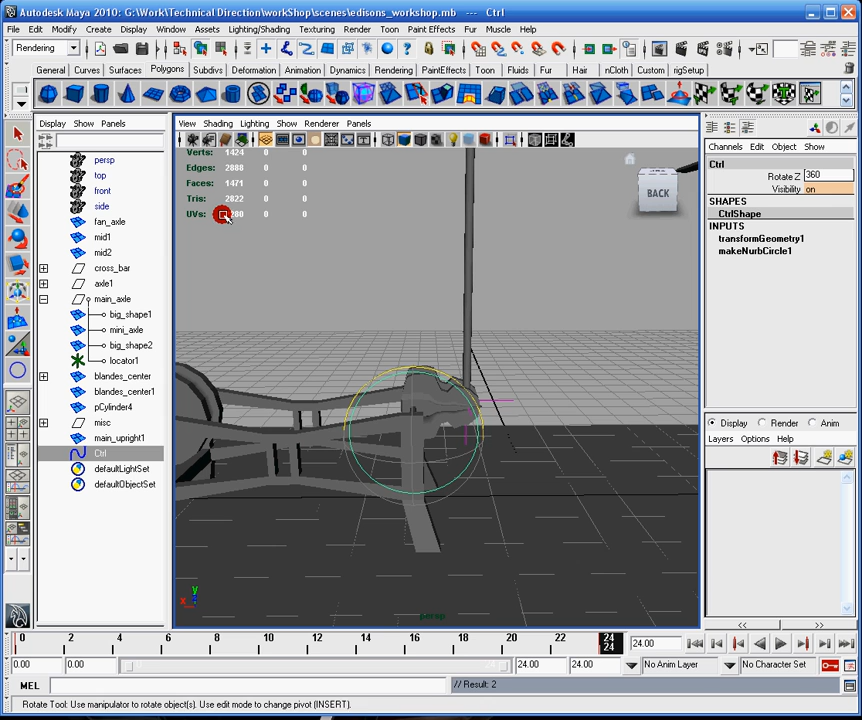 Autodesk Maya 2010: G:\Work\Technical Direction\workShop\scenes\edisons_workshop.mb --- Ctrl
File Edit Modify Create Display Window Assets Lighting/Shading Texturing Render Toon Paint Effects Fur Muscle Help
Rendering
General Curves Surfaces Polygons Subdivs Deformation Animation Dynamics Rendering PaintEffects Toon Fluids Fur Hair nCloth Custom rigSetup
Display Show Panels
View Shading Lighting Show Renderer Panels
Channels Edit Object Show
Ctrl
Rotate Z 360
Visibility on
SHAPES
CtrlShape
INPUTS
transformGeometry1
makeNurbCircle1
persp
top
front
side
fan_axle
mid1
mid2
cross_bar
axle1
main_axle
big_shape1
mini_axle
big_shape2
locator1
blandes_center
blandes_center1
pCylinder4
misc
main_upright1
Ctrl
defaultLightSet
defaultObjectSet
Verts: 1424 0 0
Edges: 2888 0 0
Faces: 1471 0 0
Tris: 2822 0 0
UVs: 280 0 0
BACK
y
x
persp
Display Render Anim
Layers Options Help
0 2 4 6 8 10 12 14 16 18 20 22 24
24
24.00
0.00 0.00 24.00 24.00 No Anim Layer No Character Set
MEL // Result: 2
Rotate Tool: Use manipulator to rotate object(s). Use edit mode to change pivot (INSERT).